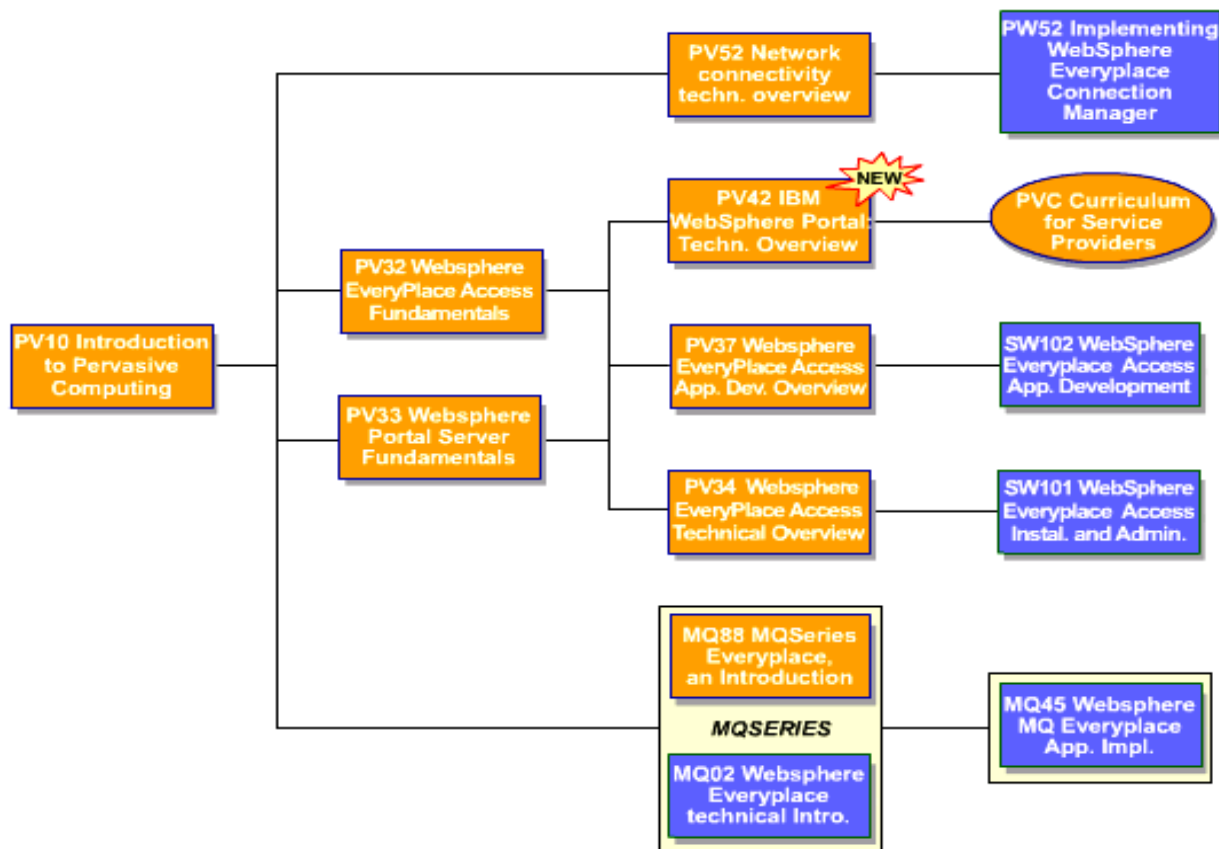 PV10 Introduction
to Pervasive
Computing
PV32 Websphere
EveryPlace Access
Fundamentals
PV33 Websphere
Portal Server
Fundamentals
PV52 Network
connectivity
techn. overview
PW52 Implementing
WebSphere
Everyplace
Connection
Manager
NEW
PV42 IBM
WebSphere Portal:
Techn. Overview
PVC Curriculum
for Service
Providers
PV37 Websphere
EveryPlace Access
App. Dev. Overview
SW102 WebSphere
Everyplace Access
App. Development
PV34 Websphere
EveryPlace Access
Technical Overview
SW101 WebSphere
Everyplace Access
Instal. and Admin.
MQ88 MQSeries
Everyplace,
an Introduction
MQSERIES
MQ02 Websphere
Everyplace
technical Intro.
MQ45 Websphere
MQ Everyplace
App. Impl.